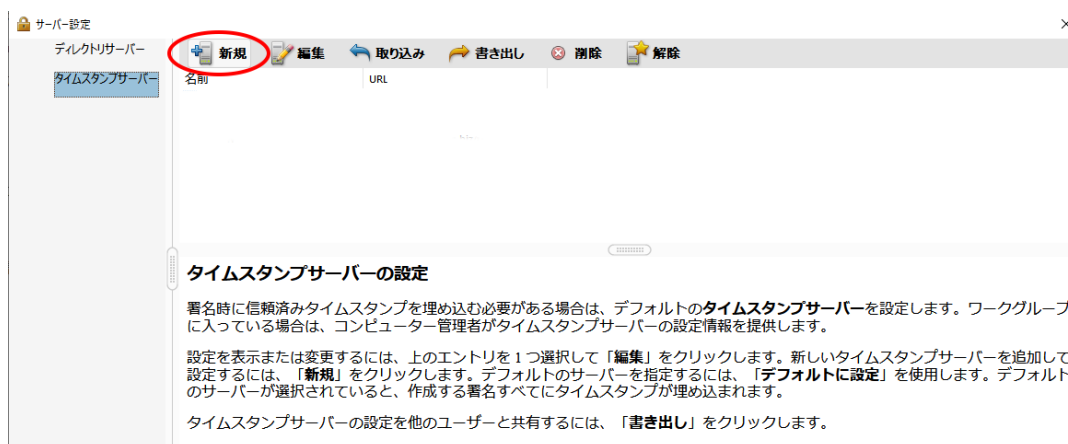 サーバー設定
ディレクトリサーバー
タイムスタンプサーバー
新規 編集 取り込み 書き出し 削除 解除
名前 URL
タイムスタンプサーバーの設定
署名時に信頼済みタイムスタンプを埋め込む必要がある場合は、デフォルトのタイムスタンプサーバーを設定します。ワークグループ
に入っている場合は、コンピューター管理者がタイムスタンプサーバーの設定情報を提供します。
設定を表示または変更するには、上のエントリを 1 つ選択して「編集」をクリックします。新しいタイムスタンプサーバーを追加して
設定するには、「新規」をクリックします。デフォルトのサーバーを指定するには、「デフォルトに設定」を使用します。デフォルト
のサーバーが選択されていると、作成する署名すべてにタイムスタンプが埋め込まれます。
タイムスタンプサーバーの設定を他のユーザーと共有するには、「書き出し」をクリックします。